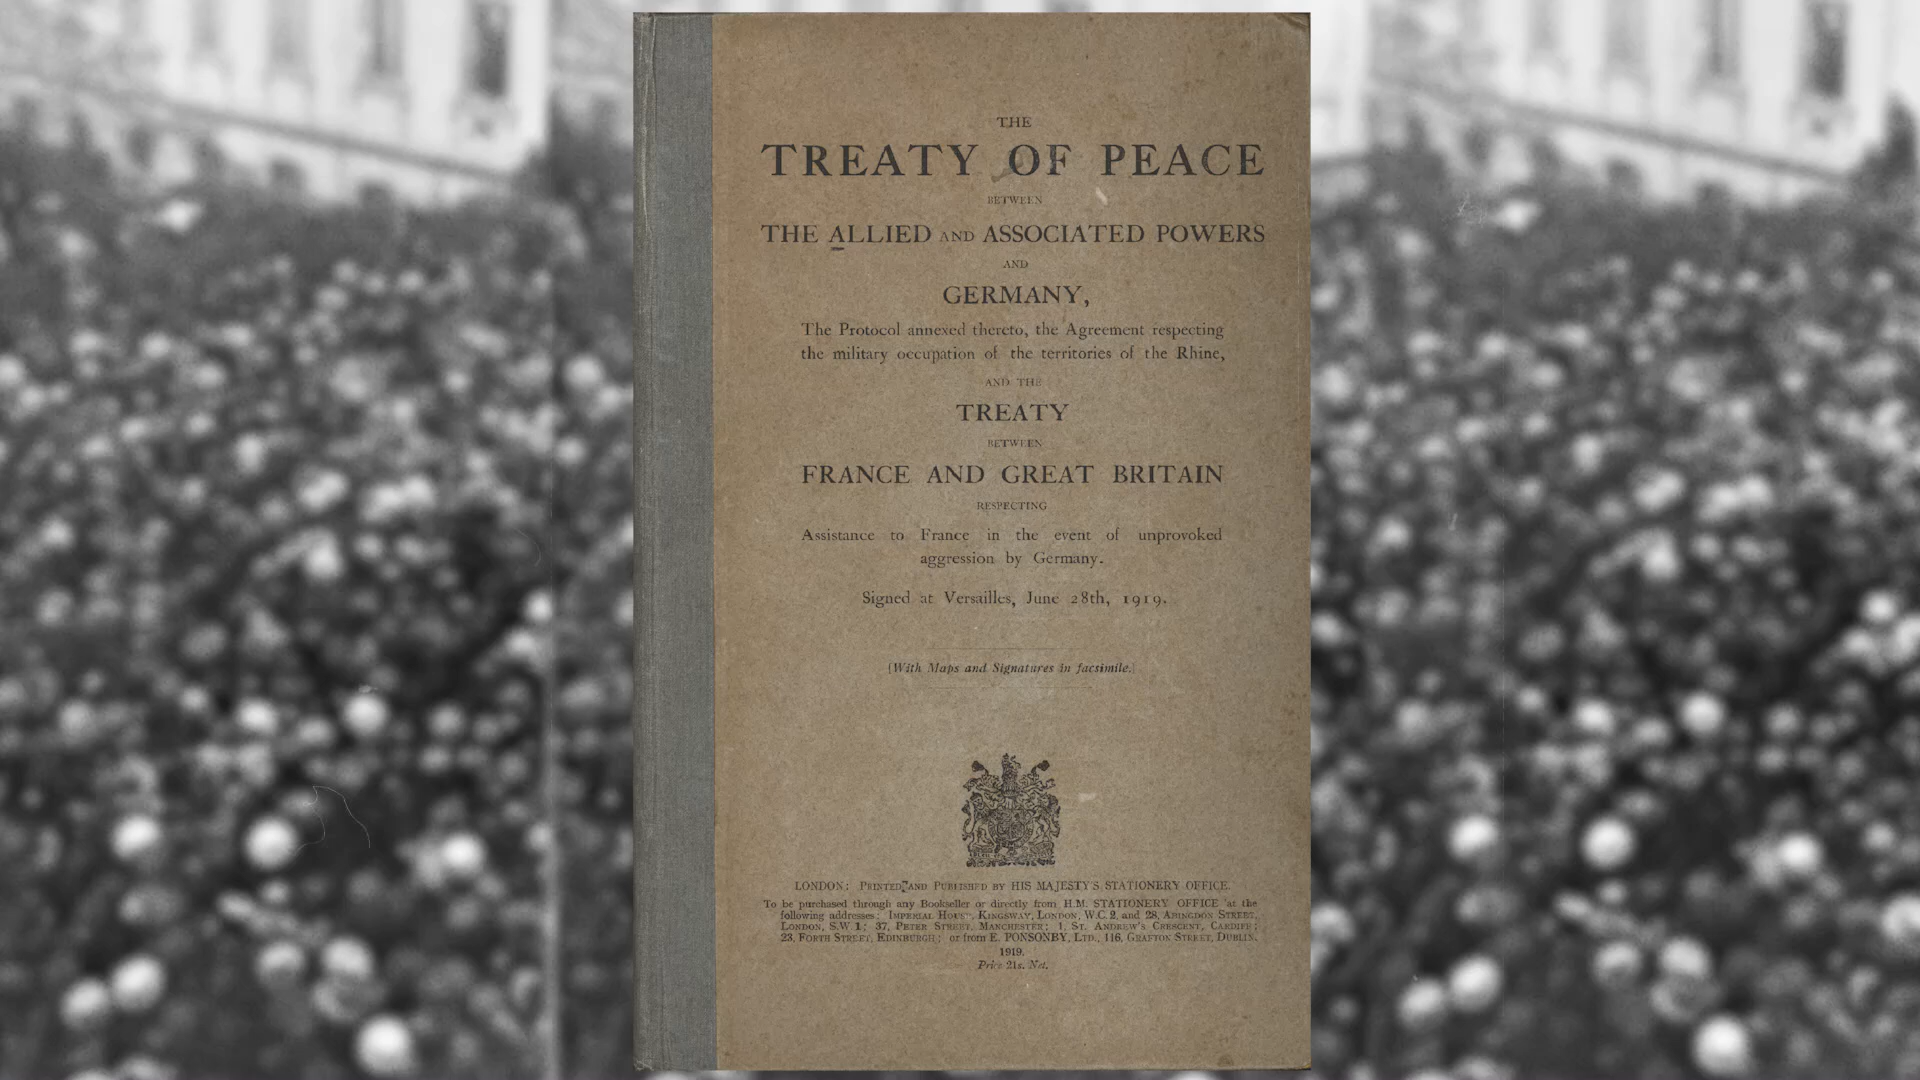 THE
TREATY OF PEACE
BETWEEN
THE ALLIED AND ASSOCIATED POWERS
AND
GERMANY,
The Protocol annexed thereto, the Agreement respecting
the military occupation of the territories of the Rhine,
AND THE
TREATY
BETWEEN
FRANCE AND GREAT BRITAIN
RESPECTING
Assistance to France in the event of unprovoked
aggression by Germany.
Signed at Versailles, June 28th, 1919.
(With Maps and Signatures in facsimile.)
LONDON: PRINTED AND PUBLISHED BY HIS MAJESTY'S STATIONERY OFFICE.
To be purchased through any Bookseller or directly from H.M. STATIONERY OFFICE at the
following addresses: IMPERIAL HOUSE, KINGSWAY, LONDON, W.C. 2, and 28, ABINGDON STREET,
LONDON, S.W 1; 37, PETER STREET, MANCHESTER; 1, ST. ANDREW'S CRESCENT, CARDIFF;
23, FORTH STREET, EDINBURGH; or from E. PONSONBY, LTD., 116, GRAFTON STREET, DUBLIN.
1919.
Price 21s. Net.